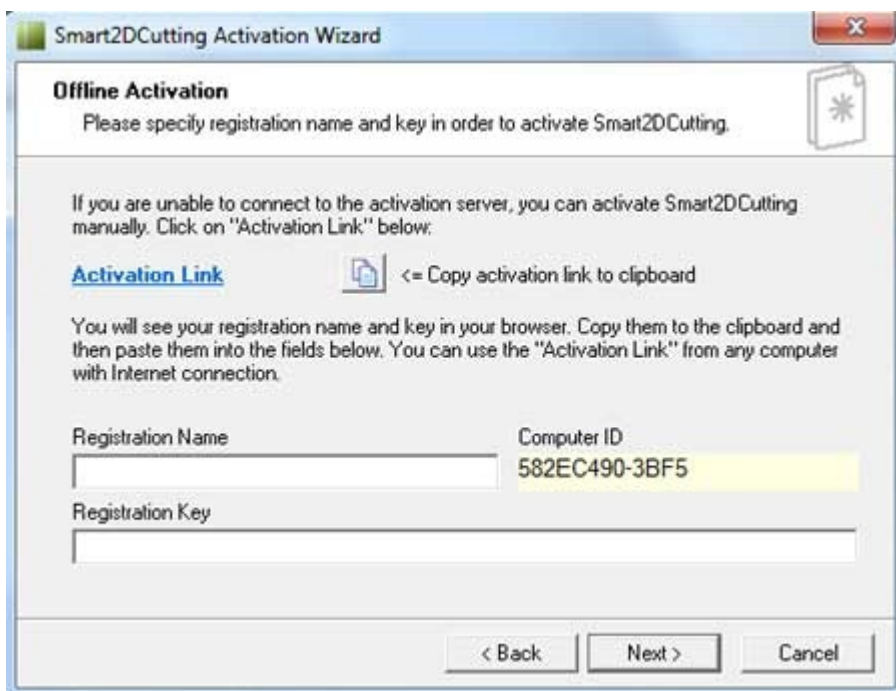 Smart2DCutting Activation Wizard
Offline Activation
Please specify registration name and key in order to activate Smart2DCutting.
If you are unable to connect to the activation server, you can activate Smart2DCutting
manually. Click on "Activation Link" below:
Activation Link <= Copy activation link to clipboard
You will see your registration name and key in your browser. Copy them to the clipboard and
then paste them into the fields below. You can use the "Activation Link" from any computer
with Internet connection.
Registration Name Computer ID
582EC490-3BF5
Registration Key
< Back Next > Cancel